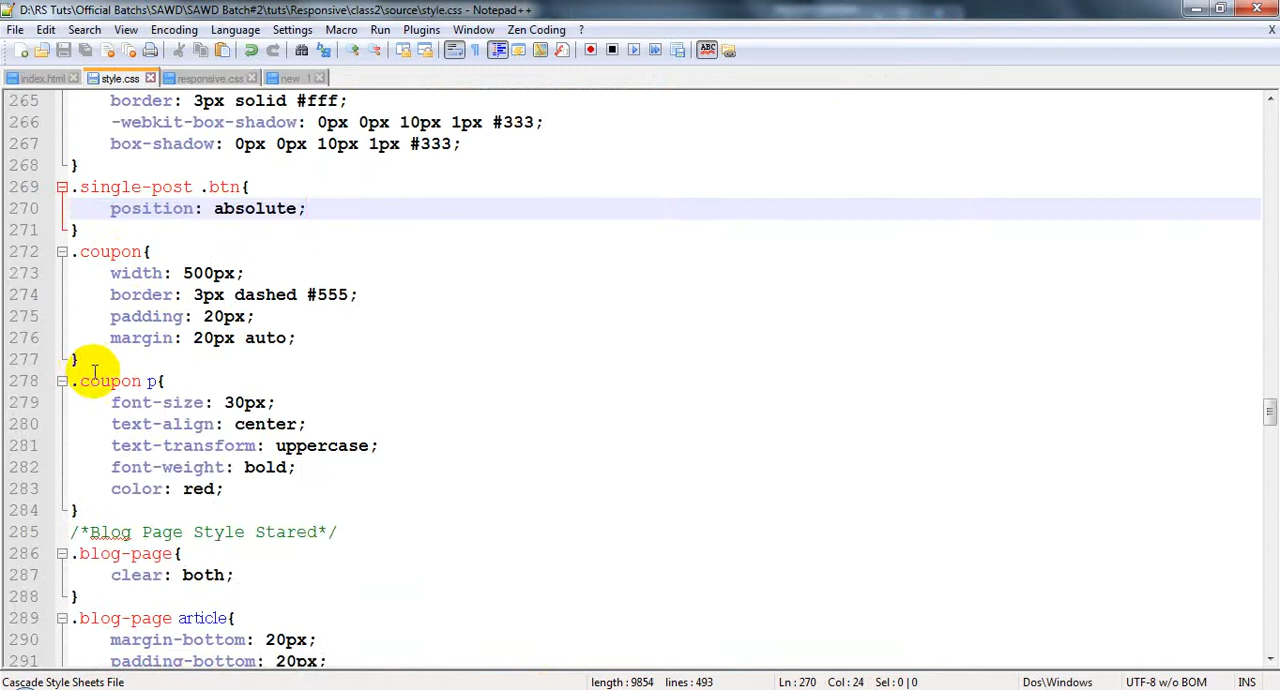 D:\RS Tuts\Official Batchs\SAWD\SAWD Batch#2\tuts\Responsive\class2\source\style.css - Notepad++
File Edit Search View Encoding Language Settings Macro Run Plugins Window Zen Coding ? X
ABC
index.html style.css responsive.css new 1
265 border: 3px solid #fff;
266 -webkit-box-shadow: 0px 0px 10px 1px #333;
267 box-shadow: 0px 0px 10px 1px #333;
268 }
269 .single-post .btn{
270 position: absolute;
271 }
272 .coupon{
273 width: 500px;
274 border: 3px dashed #555;
275 padding: 20px;
276 margin: 20px auto;
277 }
278 .coupon p{
279 font-size: 30px;
280 text-align: center;
281 text-transform: uppercase;
282 font-weight: bold;
283 color: red;
284 }
285 /*Blog Page Style Stared*/
286 .blog-page{
287 clear: both;
288 }
289 .blog-page article{
290 margin-bottom: 20px;
291 padding-bottom: 20px;
Cascade Style Sheets File length : 9854 lines : 493 Ln : 270 Col : 24 Sel : 0 | 0 Dos\Windows UTF-8 w/o BOM INS